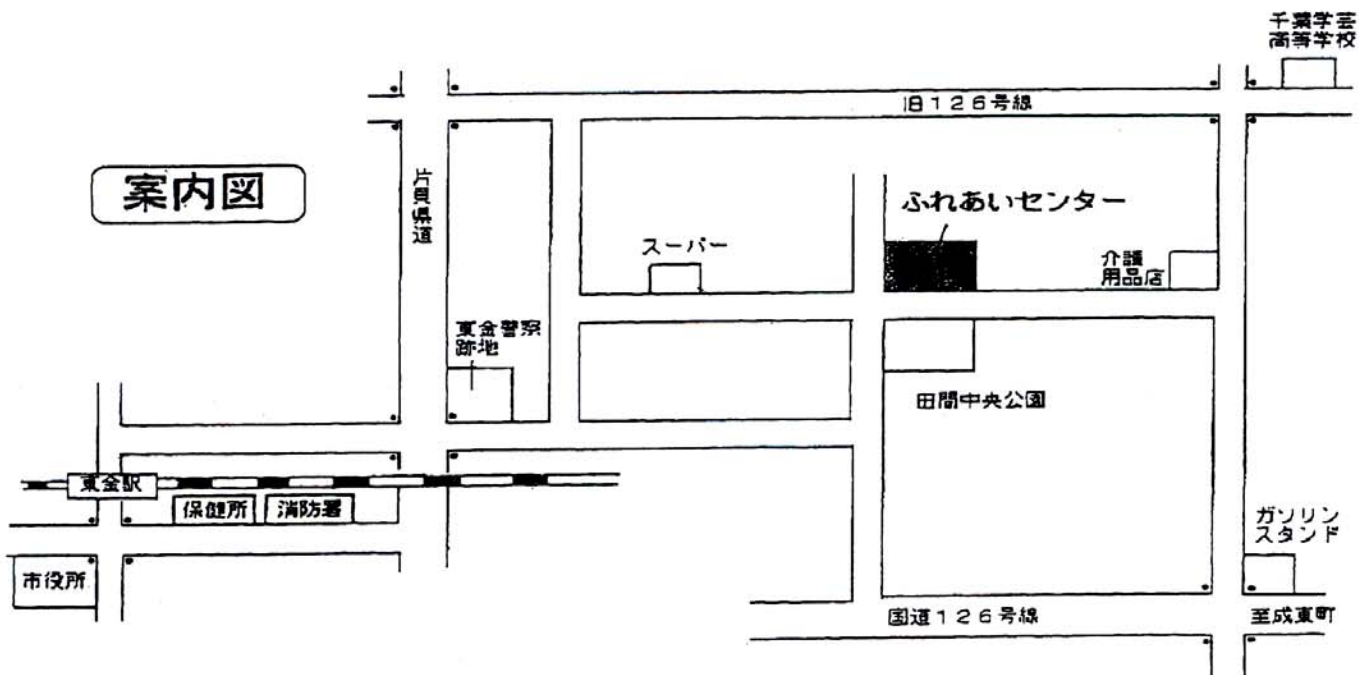 千葉学芸
高等学校
旧126号線
案内図
片貝県道
ふれあいセンター
スーパー
介護
用品店
東金警察
跡地
田間中央公園
東金駅
保健所
消防署
ガソリン
スタンド
市役所
国道126号線
至成東町